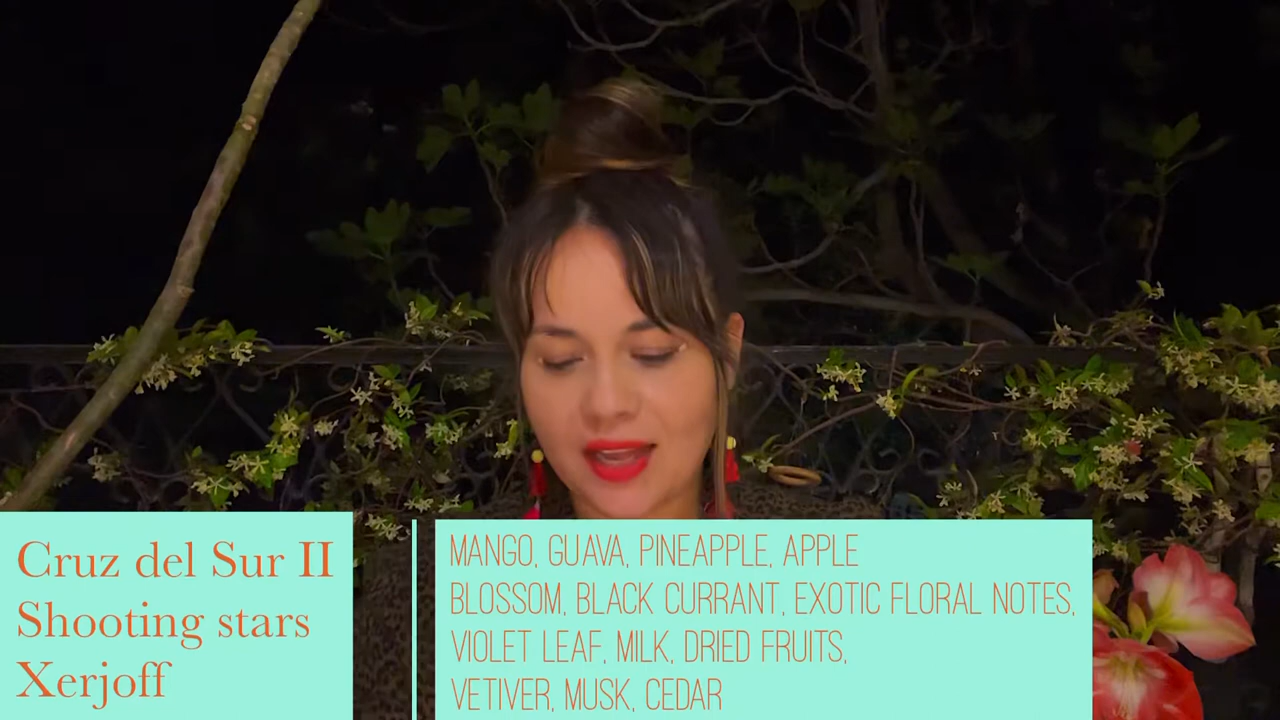 Cruz del Sur II
Shooting stars
Xerjoff
MANGO, GUAVA, PINEAPPLE, APPLE
BLOSSOM, BLACK CURRANT, EXOTIC FLORAL NOTES,
VIOLET LEAF, MILK, DRIED FRUITS,
VETIVER, MUSK, CEDAR